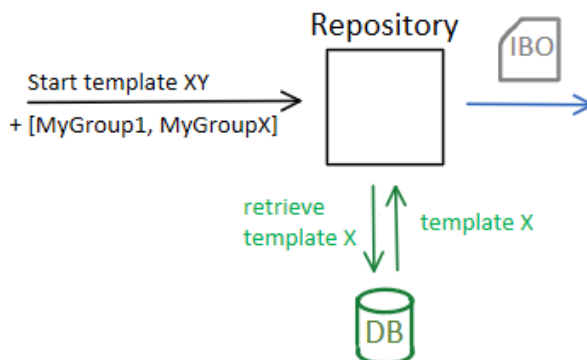 Repository
IBO
Start template XY
+ [MyGroup1, MyGroupX]
retrieve
template X
template X
DB